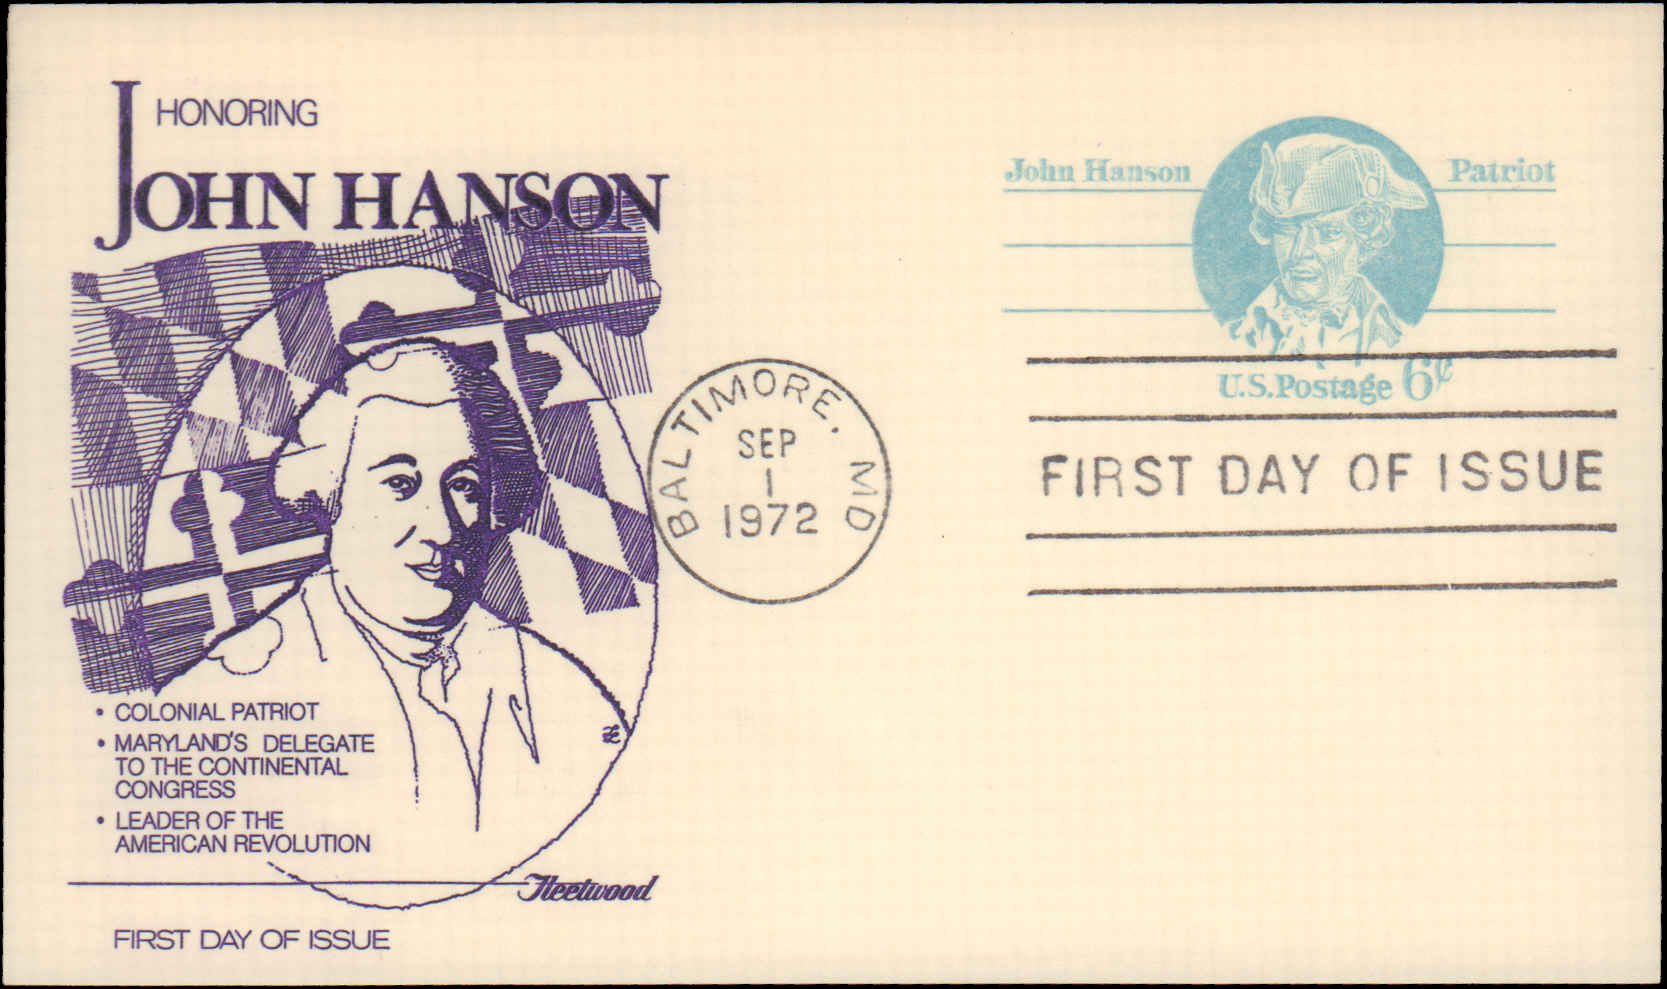 HONORING
JOHN HANSON
• COLONIAL PATRIOT
• MARYLAND'S DELEGATE
TO THE CONTINENTAL
CONGRESS
• LEADER OF THE
AMERICAN REVOLUTION
Fleetwood
FIRST DAY OF ISSUE
BALTIMORE, MD
SEP
1
1972
John Hanson Patriot
U.S. Postage 6¢
FIRST DAY OF ISSUE